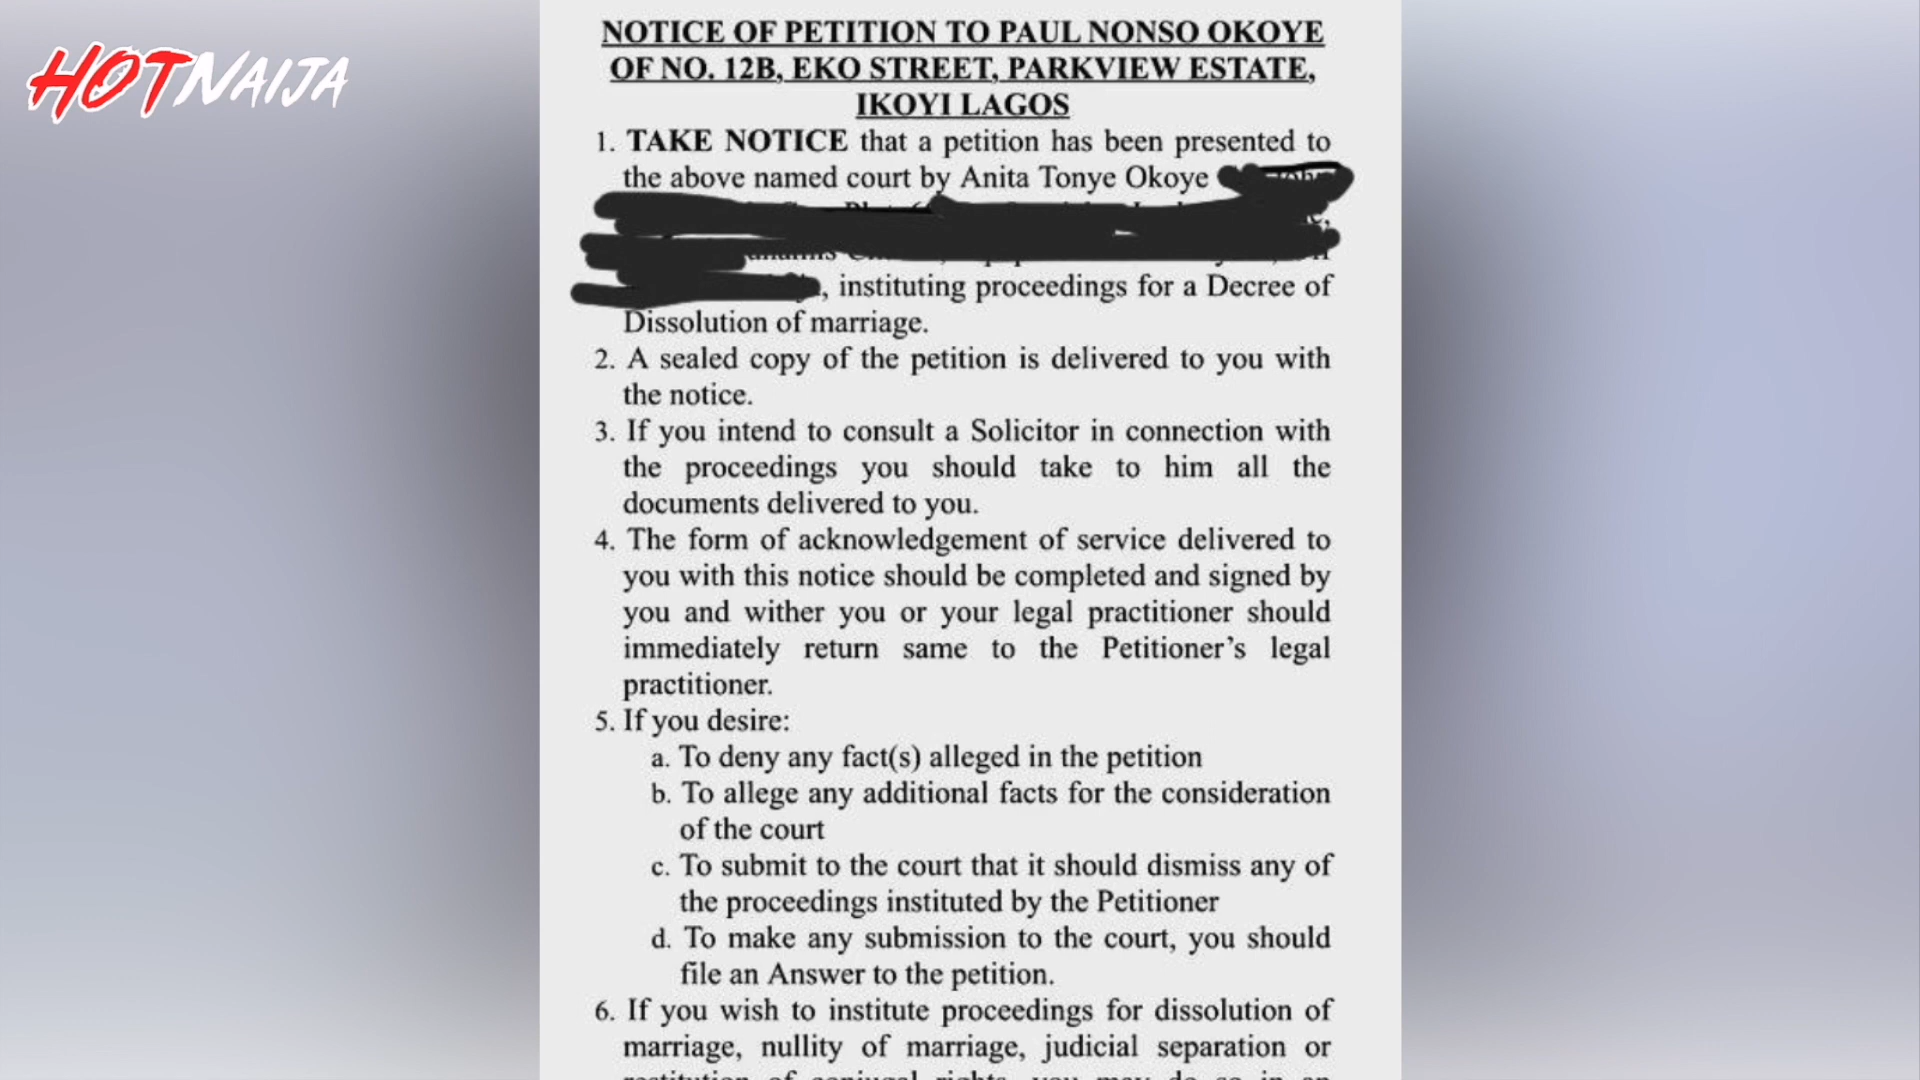 HOTNAIJA
NOTICE OF PETITION TO PAUL NONSO OKOYE
OF NO. 12B, EKO STREET, PARKVIEW ESTATE,
IKOYI LAGOS
1. TAKE NOTICE that a petition has been presented to
the above named court by Anita Tonye Okoye
, instituting proceedings for a Decree of
Dissolution of marriage.
2. A sealed copy of the petition is delivered to you with
the notice.
3. If you intend to consult a Solicitor in connection with
the proceedings you should take to him all the
documents delivered to you.
4. The form of acknowledgement of service delivered to
you with this notice should be completed and signed by
you and wither you or your legal practitioner should
immediately return same to the Petitioner’s legal
practitioner.
5. If you desire:
a. To deny any fact(s) alleged in the petition
b. To allege any additional facts for the consideration
of the court
c. To submit to the court that it should dismiss any of
the proceedings instituted by the Petitioner
d. To make any submission to the court, you should
file an Answer to the petition.
6. If you wish to institute proceedings for dissolution of
marriage, nullity of marriage, judicial separation or